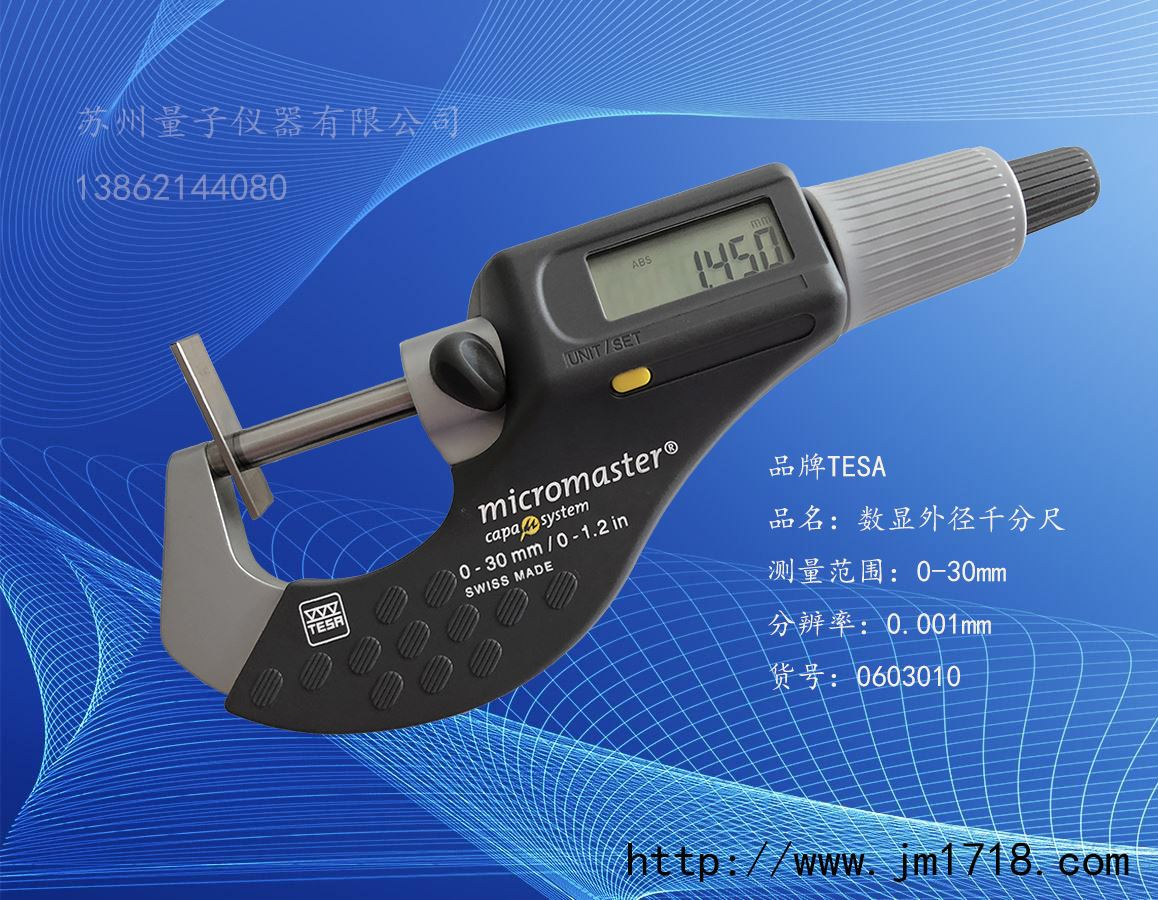 苏州量子仪器有限公司
13862144080
mm
ABS
1.450
UNIT/SET
micromaster®
capa µ system
0 - 30 mm / 0 - 1.2 in
SWISS MADE
TESA
品牌TESA
品名：数显外径千分尺
测量范围：0-30mm
分辨率：0.001mm
货号：0603010
http://www.jm1718.com